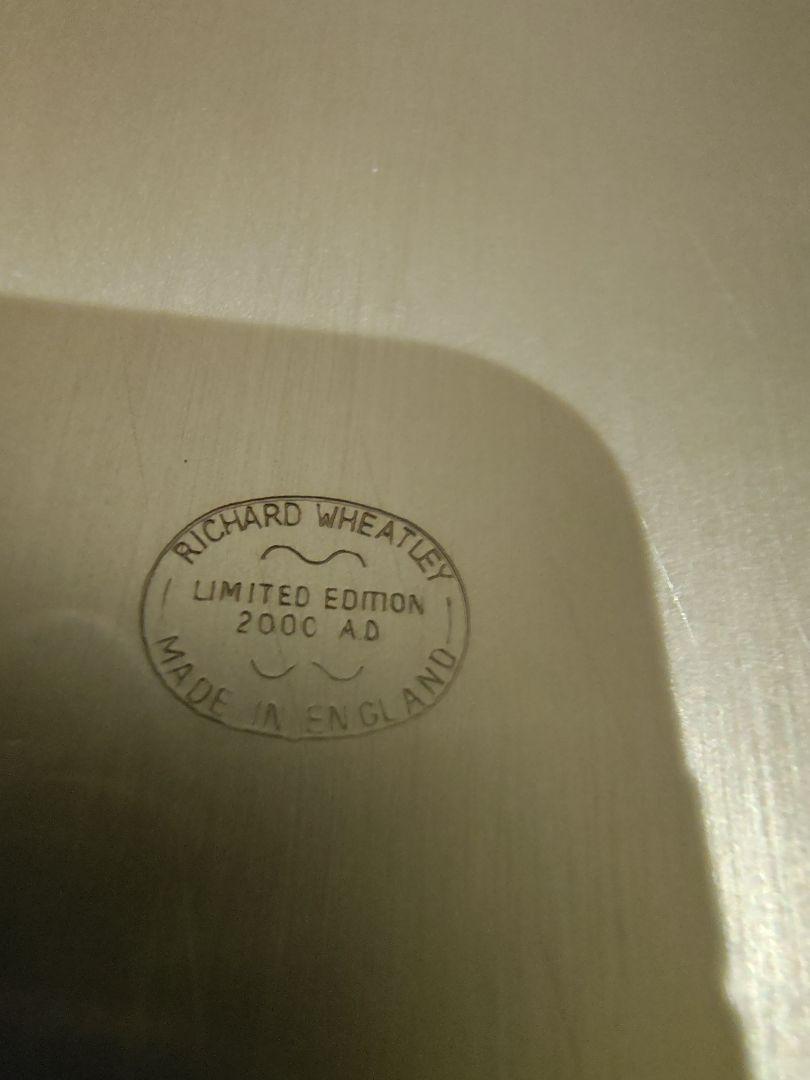 RICHARD WHEATLEY
LIMITED EDITION
2000 A.D
MADE IN ENGLAND